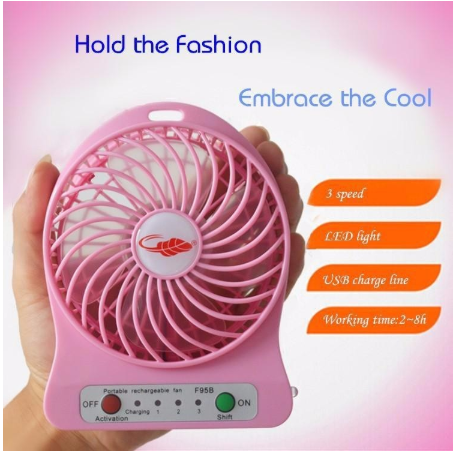 Hold the Fashion
Embrace the Cool
3 speed
LED light
USB charge line
Working time:2~8h
Portable rechargeable fan F95B
OFF ON
Charging 1 2 3
Activation Shift